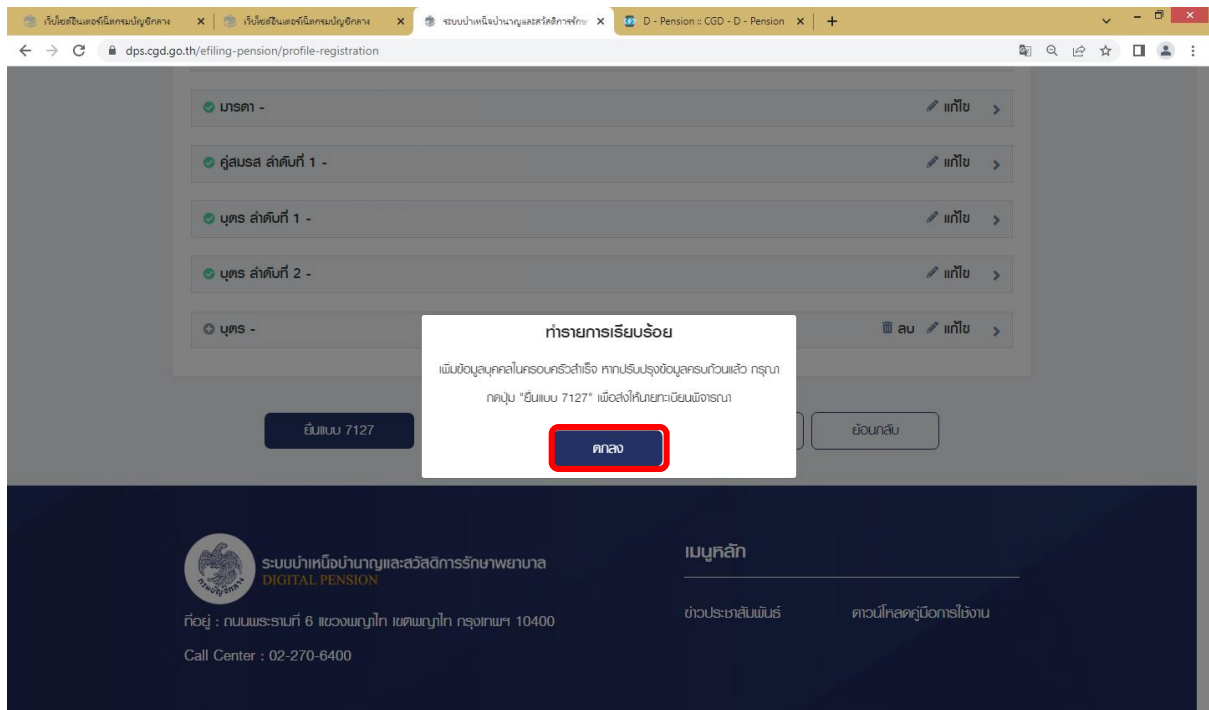 เว็บไซต์อินเตอร์เน็ตกรมบัญชีกลาง
เว็บไซต์อินเตอร์เน็ตกรมบัญชีกลาง
ระบบบำเหน็จบำนาญและสวัสดิการรักษ
D - Pension :: CGD - D - Pension
dps.cgd.go.th/efiling-pension/profile-registration
มารดา - แก้ไข
คู่สมรส ลำดับที่ 1 - แก้ไข
บุตร ลำดับที่ 1 - แก้ไข
บุตร ลำดับที่ 2 - แก้ไข
บุตร - ลบ แก้ไข
ทำรายการเรียบร้อย
เพิ่มข้อมูลบุคคลในครอบครัวสำเร็จ หากปรับปรุงข้อมูลครบถ้วนแล้ว กรุณา
กดปุ่ม "ยื่นแบบ 7127" เพื่อส่งให้นายทะเบียนพิจารณา
ตกลง
ยื่นแบบ 7127
ย้อนกลับ
กรมบัญชีกลาง
ระบบบำเหน็จบำนาญและสวัสดิการรักษาพยาบาล
DIGITAL PENSION
ที่อยู่ : ถนนพระรามที่ 6 แขวงพญาไท เขตพญาไท กรุงเทพฯ 10400
Call Center : 02-270-6400
เมนูหลัก
ข่าวประชาสัมพันธ์
ดาวน์โหลดคู่มือการใช้งาน